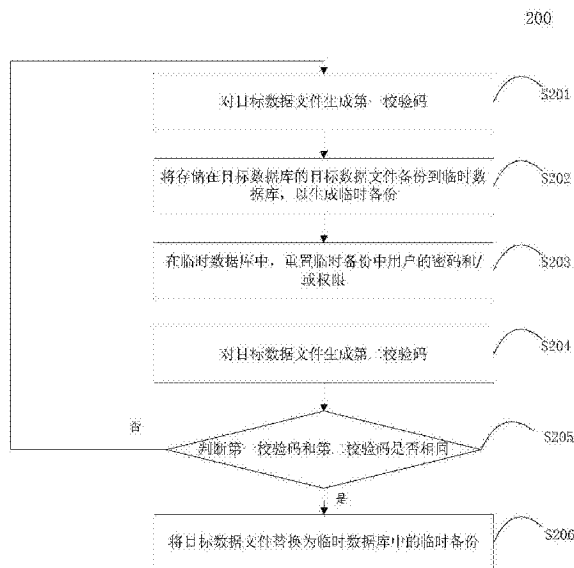 200
对目标数据文件生成第一校验码
S201
将存储在目标数据库的目标数据文件备份到临时数
据库，以生成临时备份
S202
在临时数据库中，重置临时备份中用户的密码和/
或权限
S203
对目标数据文件生成第二校验码
S204
否
判断第一校验码和第二校验码是否相同
S205
是
将目标数据文件替换为临时数据库中的临时备份
S206